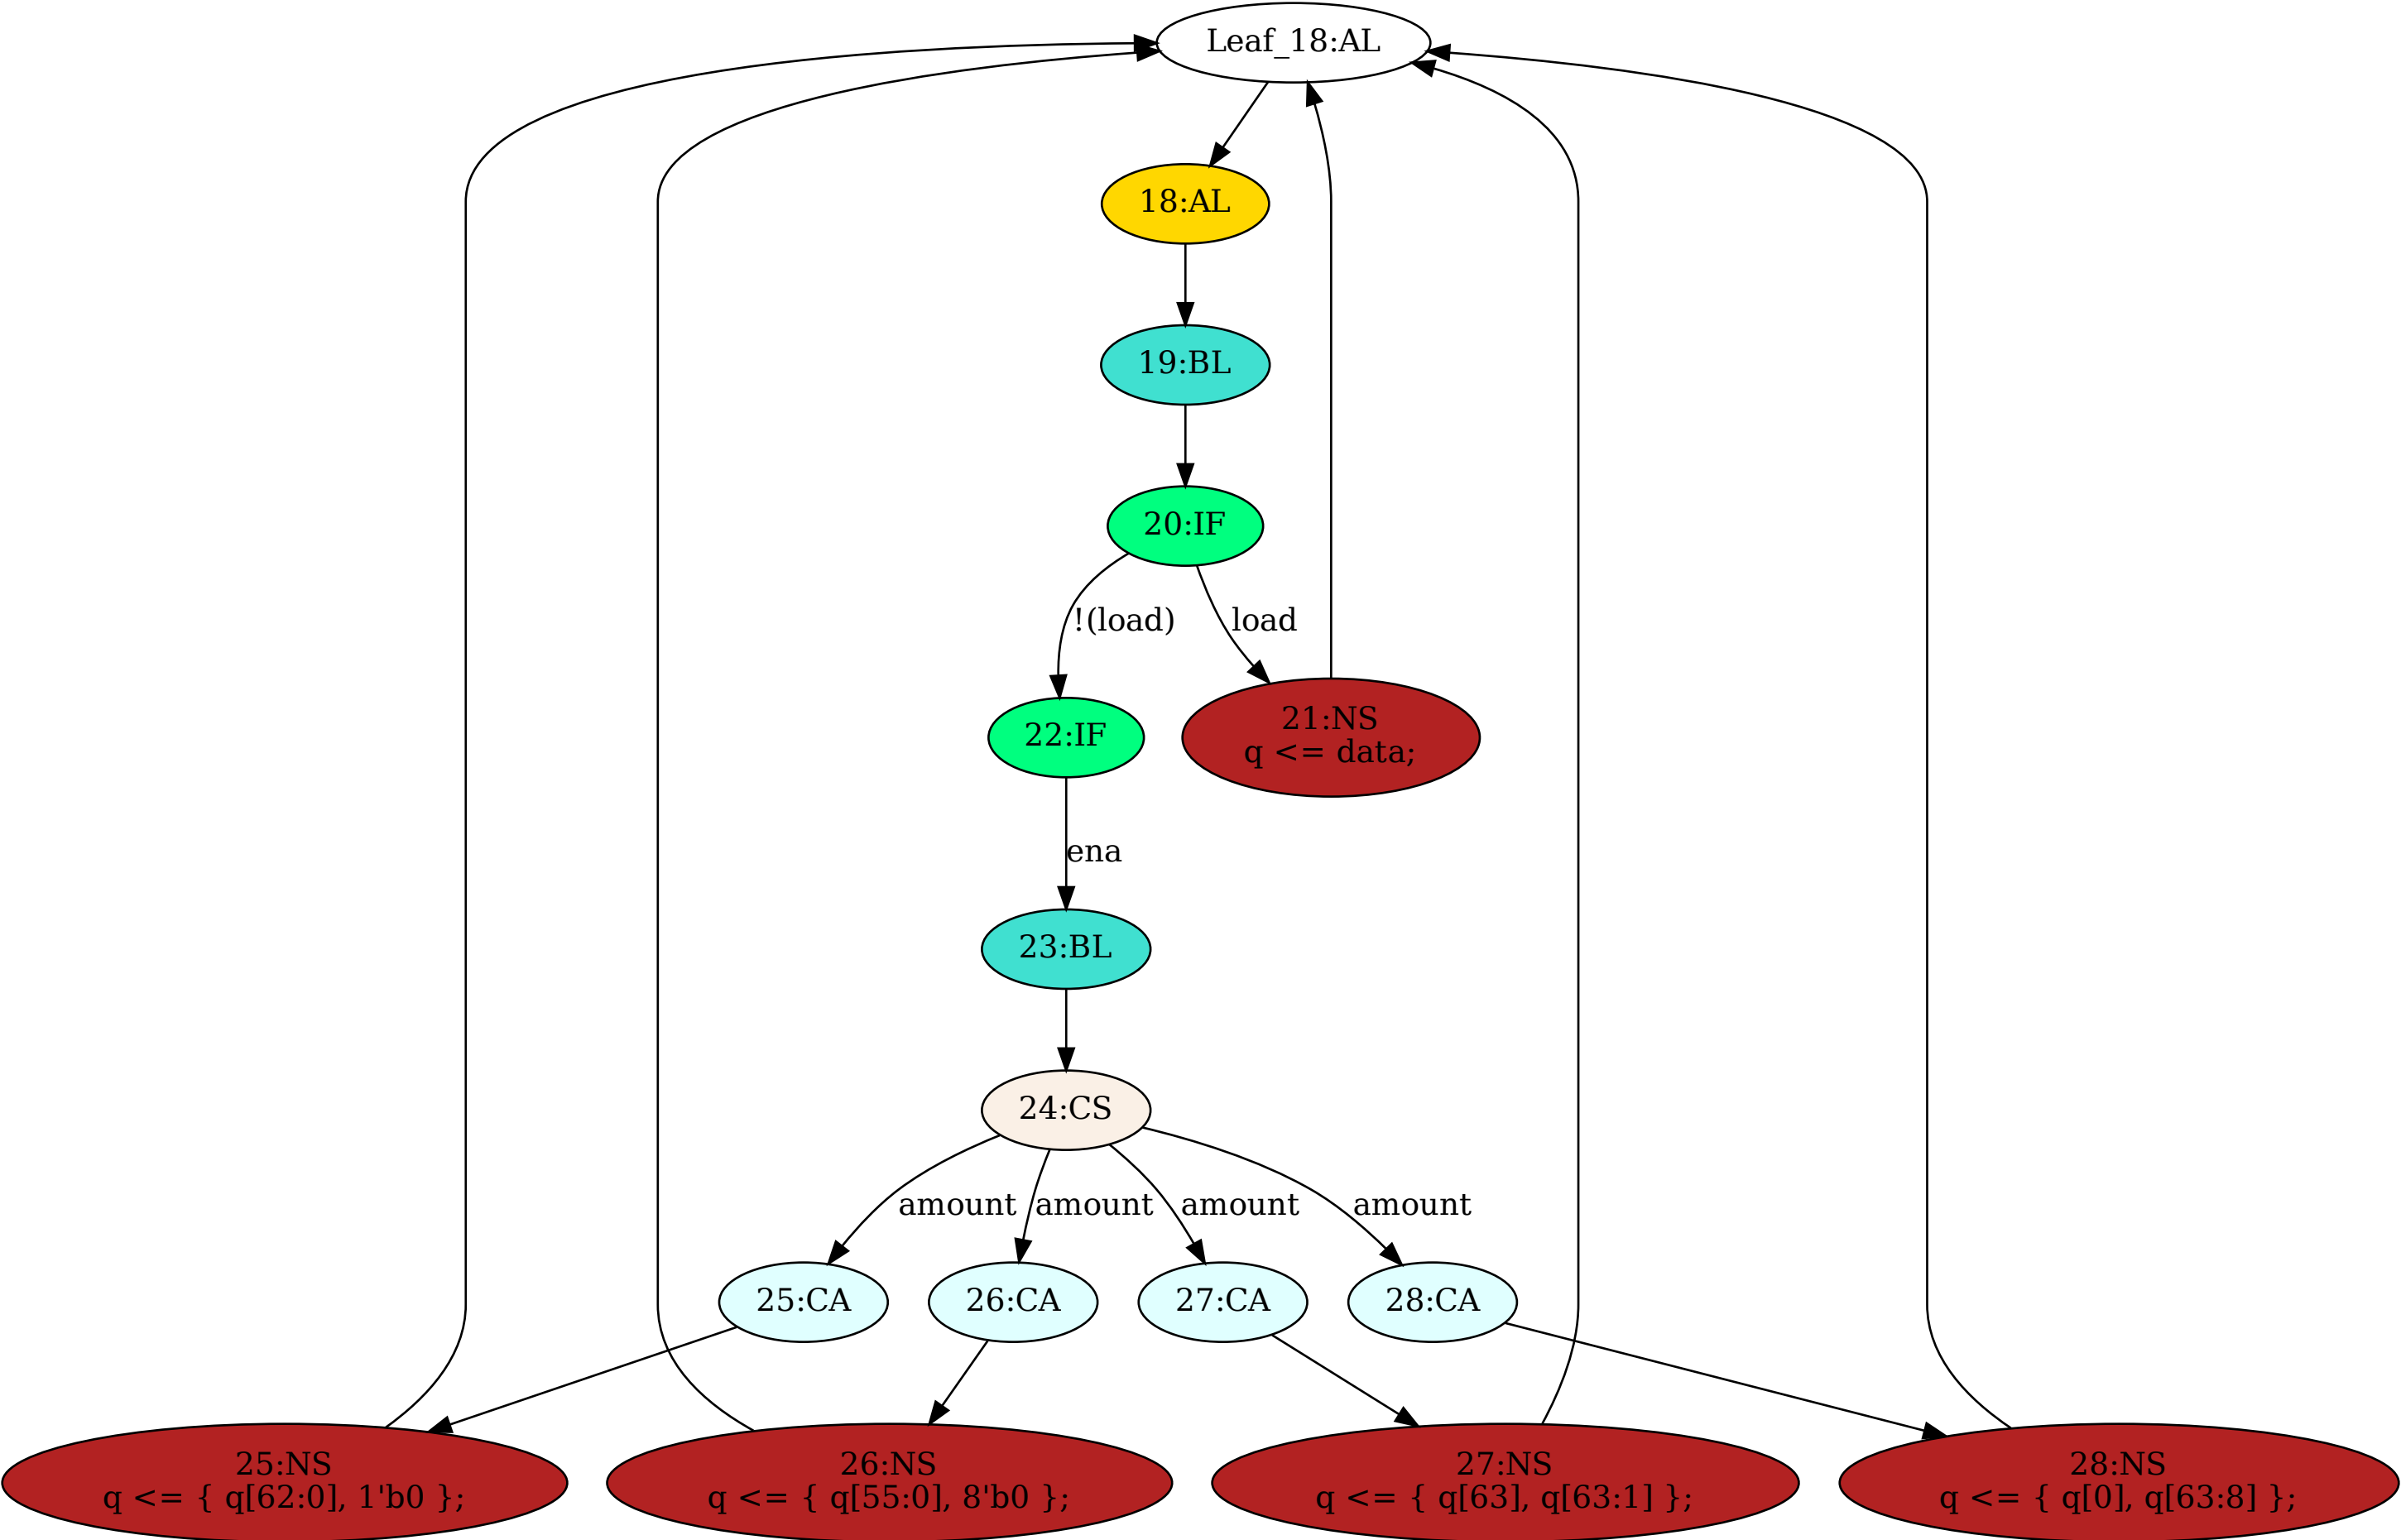 Leaf_18:AL
18:AL
19:BL
20:IF
!(load)
load
22:IF
21:NS
q <= data;
ena
23:BL
24:CS
amount
amount
amount
amount
25:CA
26:CA
27:CA
28:CA
25:NS
q <= { q[62:0], 1'b0 };
26:NS
q <= { q[55:0], 8'b0 };
27:NS
q <= { q[63], q[63:1] };
28:NS
q <= { q[0], q[63:8] };